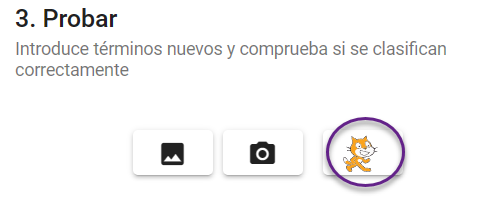 3. Probar
Introduce términos nuevos y comprueba si se clasifican
correctamente